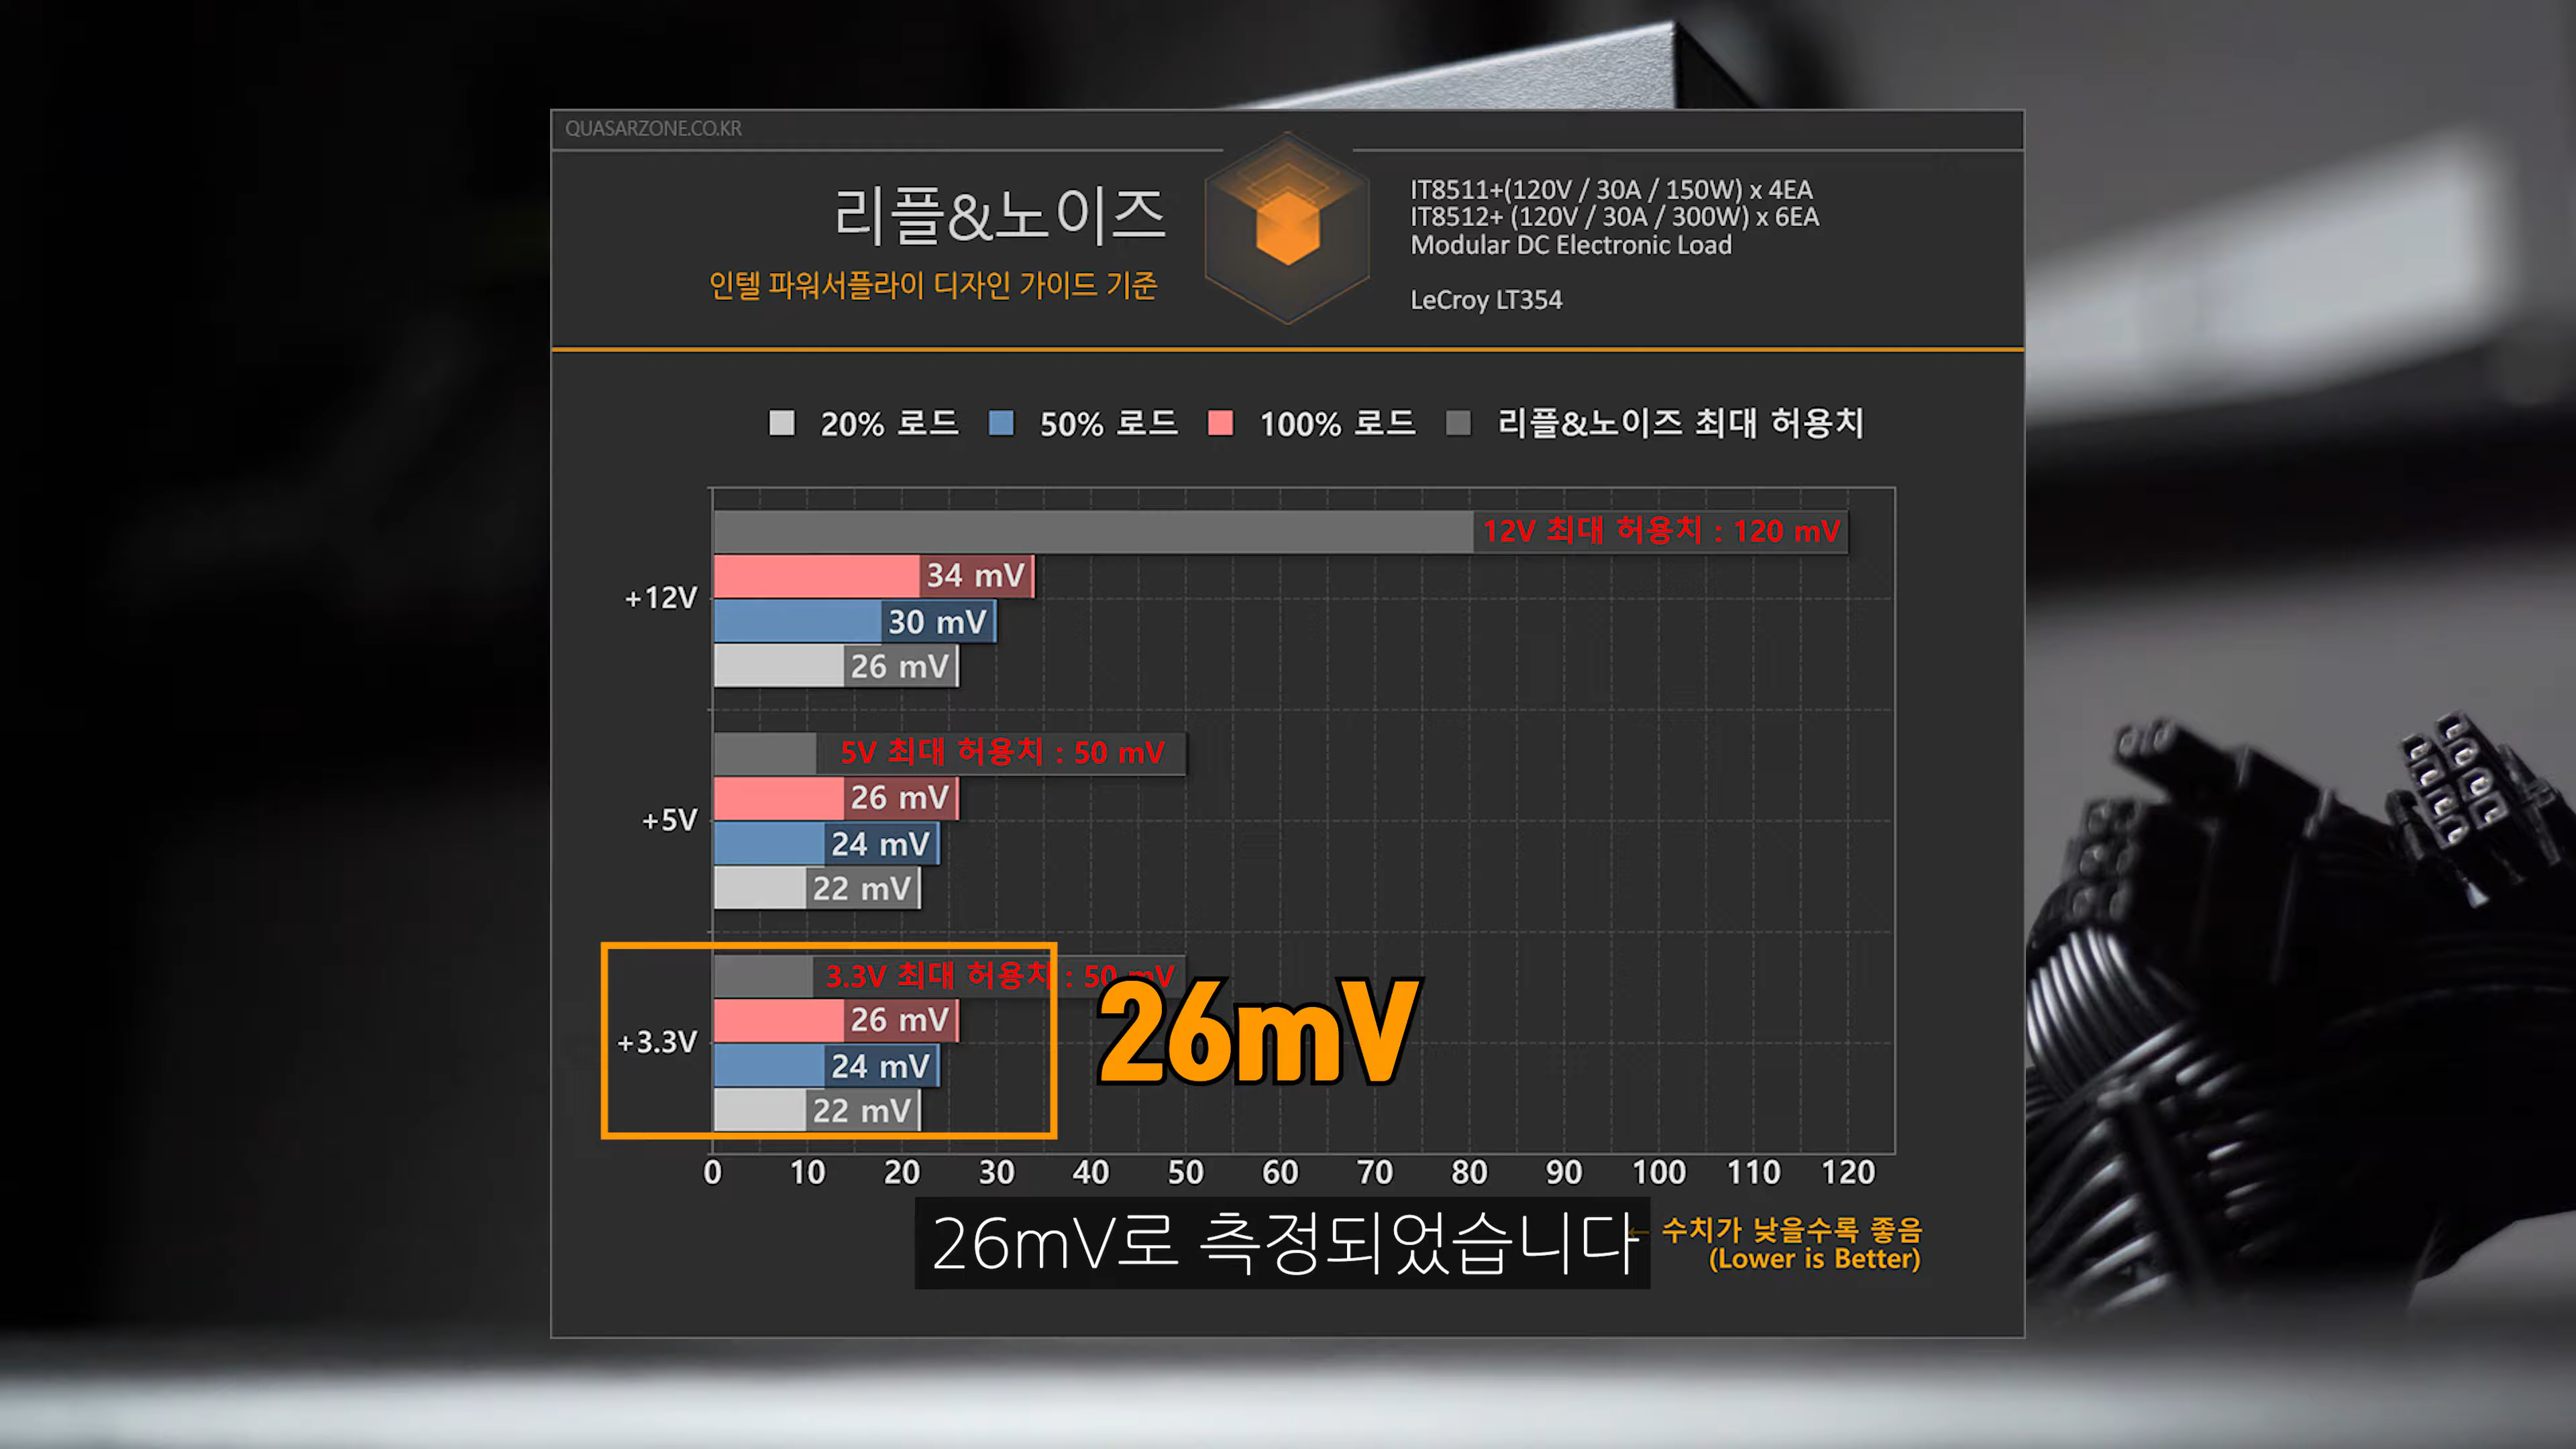 QUASARZONE.CO.KR
리플&노이즈
인텔 파워서플라이 디자인 가이드 기준
IT8511+(120V / 30A / 150W) x 4EA
IT8512+ (120V / 30A / 300W) x 6EA
Modular DC Electronic Load
LeCroy LT354
20% 로드 50% 로드 100% 로드 리플&노이즈 최대 허용치
12V 최대 허용치 : 120 mV
34 mV
+12V
30 mV
26 mV
5V 최대 허용치 : 50 mV
26 mV
+5V
24 mV
22 mV
3.3V 최대 허용치 : 50 mV
26 mV
26mV
+3.3V
24 mV
22 mV
0 10 20 30 40 50 60 70 80 90 100 110 120
26mV로 측정되었습니다
← 수치가 낮을수록 좋음
(Lower is Better)